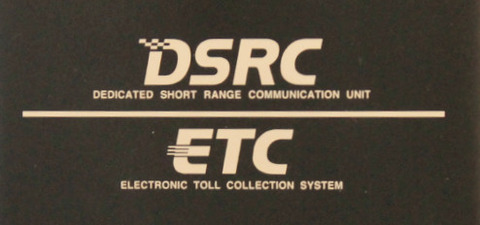 DSRC
DEDICATED SHORT RANGE COMMUNICATION UNIT
ETC
ELECTRONIC TOLL COLLECTION SYSTEM